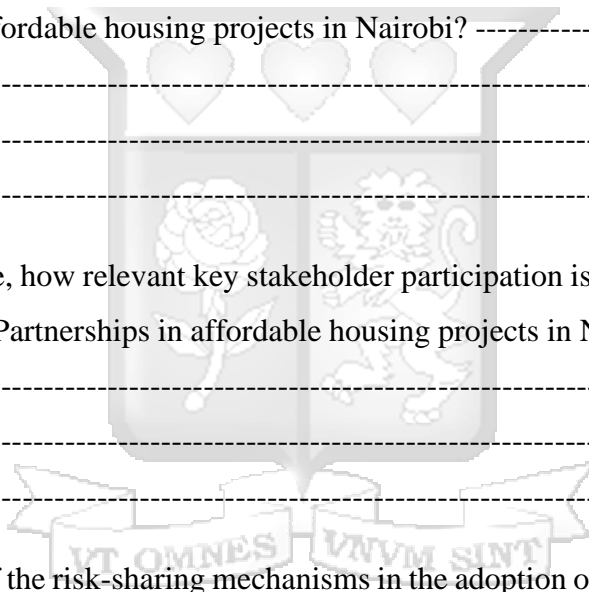 fordable housing projects in Nairobi? ------------
------------------------------------------------------------
------------------------------------------------------------
------------------------------------------------------------
e, how relevant key stakeholder participation is
Partnerships in affordable housing projects in N
------------------------------------------------------------
------------------------------------------------------------
------------------------------------------------------------
VT OMNES VNVM SINT
f the risk-sharing mechanisms in the adoption o